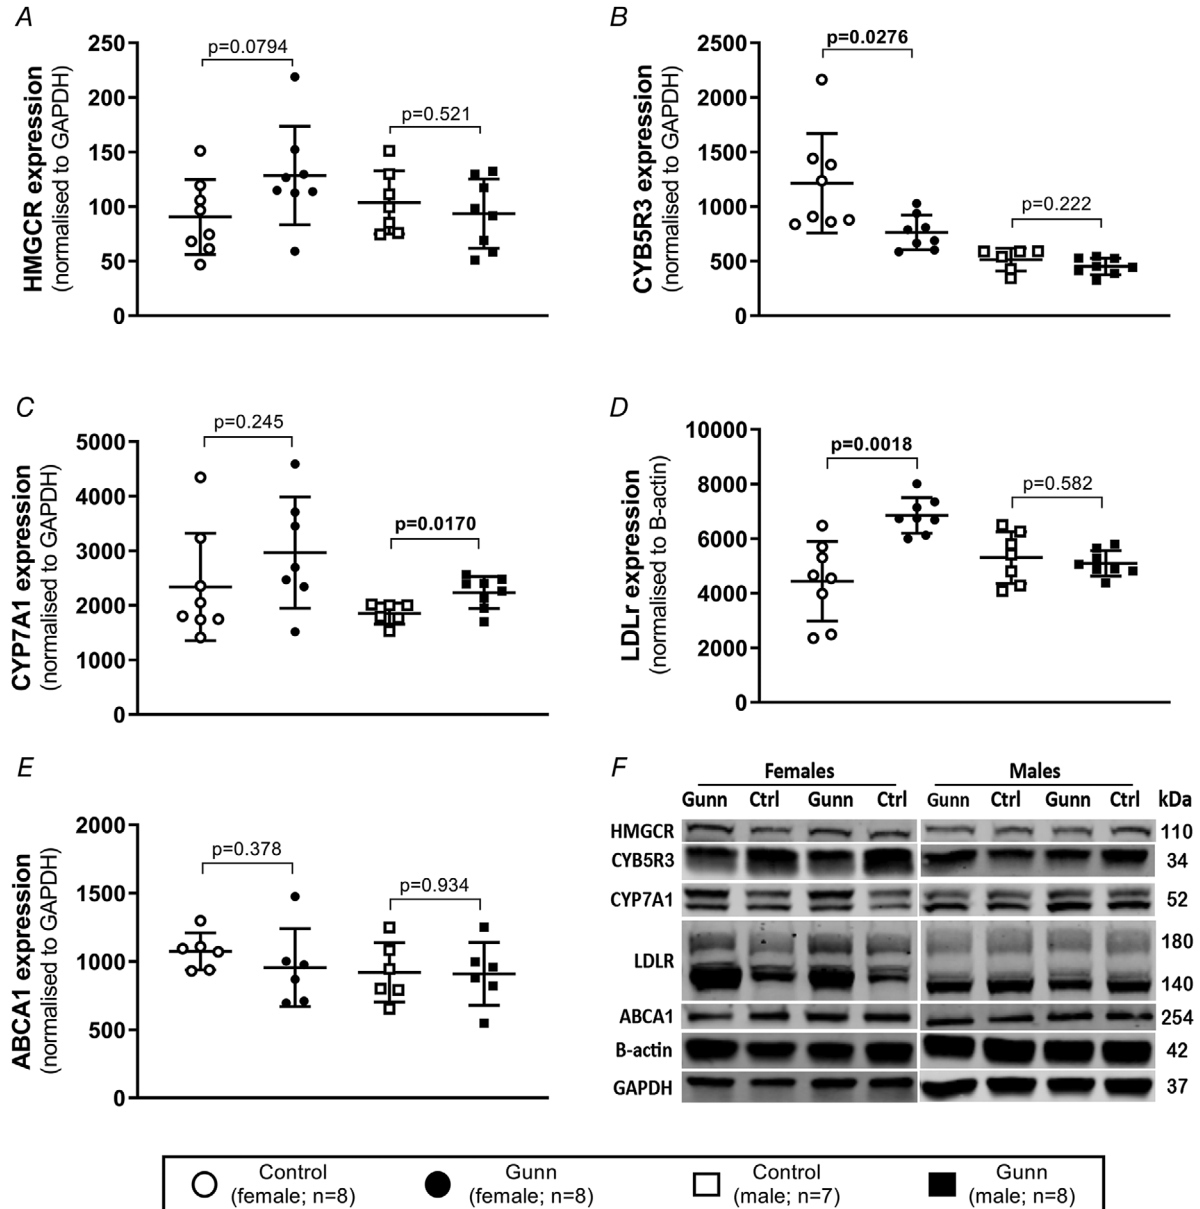 A
HMGCR expression
(normalised to GAPDH)
250
200
150
100
50
0
p=0.0794
p=0.521
B
CYB5R3 expression
(normalised to GAPDH)
2500
2000
1500
1000
500
0
p=0.0276
p=0.222
C
CYP7A1 expression
(normalised to GAPDH)
5000
4000
3000
2000
1000
0
p=0.245
p=0.0170
D
LDLr expression
(normalised to B-actin)
10000
8000
6000
4000
2000
0
p=0.0018
p=0.582
E
ABCA1 expression
(normalised to GAPDH)
2000
1500
1000
500
0
p=0.378
p=0.934
F
Females Males
Gunn Ctrl Gunn Ctrl Gunn Ctrl Gunn Ctrl kDa
HMGCR 110
CYB5R3 34
CYP7A1 52
180
LDLR
140
ABCA1 254
B-actin 42
GAPDH 37
Control
(female; n=8)
Gunn
(female; n=8)
Control
(male; n=7)
Gunn
(male; n=8)